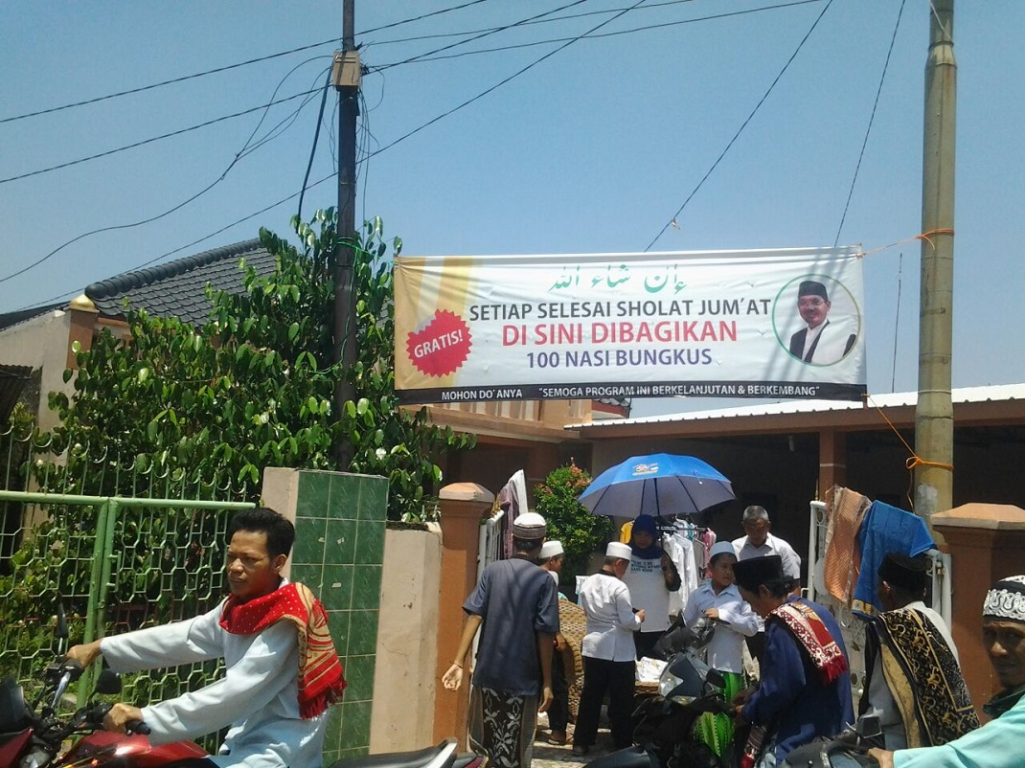 إن شاء الله
SETIAP SELESAI SHOLAT JUM'AT
DI SINI DIBAGIKAN
100 NASI BUNGKUS
GRATIS!
MOHON DO'ANYA "SEMOGA PROGRAM INI BERKELANJUTAN & BERKEMBANG"